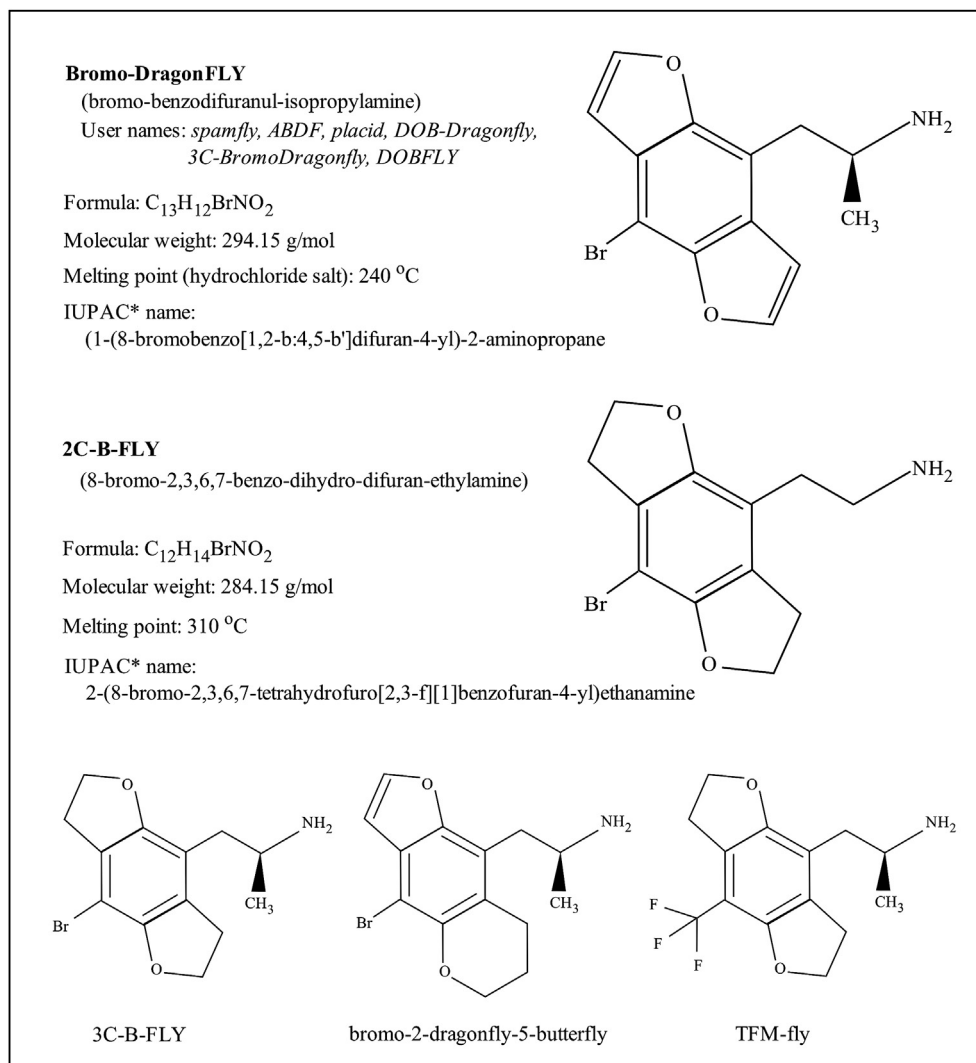 Bromo-DragonFLY
(bromo-benzodifuranul-isopropylamine)
User names: spamfly, ABDF, placid, DOB-Dragonfly,
3C-BromoDragonfly, DOBFLY
Formula: C₁₃H₁₂BrNO₂
Molecular weight: 294.15 g/mol
Melting point (hydrochloride salt): 240 °C
IUPAC* name:
(1-(8-bromobenzo[1,2-b:4,5-b']difuran-4-yl)-2-aminopropane
O
NH₂
CH₃
Br
O
2C-B-FLY
(8-bromo-2,3,6,7-benzo-dihydro-difuran-ethylamine)
Formula: C₁₂H₁₄BrNO₂
Molecular weight: 284.15 g/mol
Melting point: 310 °C
IUPAC* name:
2-(8-bromo-2,3,6,7-tetrahydrofuro[2,3-f][1]benzofuran-4-yl)ethanamine
O
NH₂
Br
O
O
NH₂
CH₃
Br
O
3C-B-FLY
O
NH₂
CH₃
Br
O
bromo-2-dragonfly-5-butterfly
O
NH₂
CH₃
F
F
F
O
TFM-fly